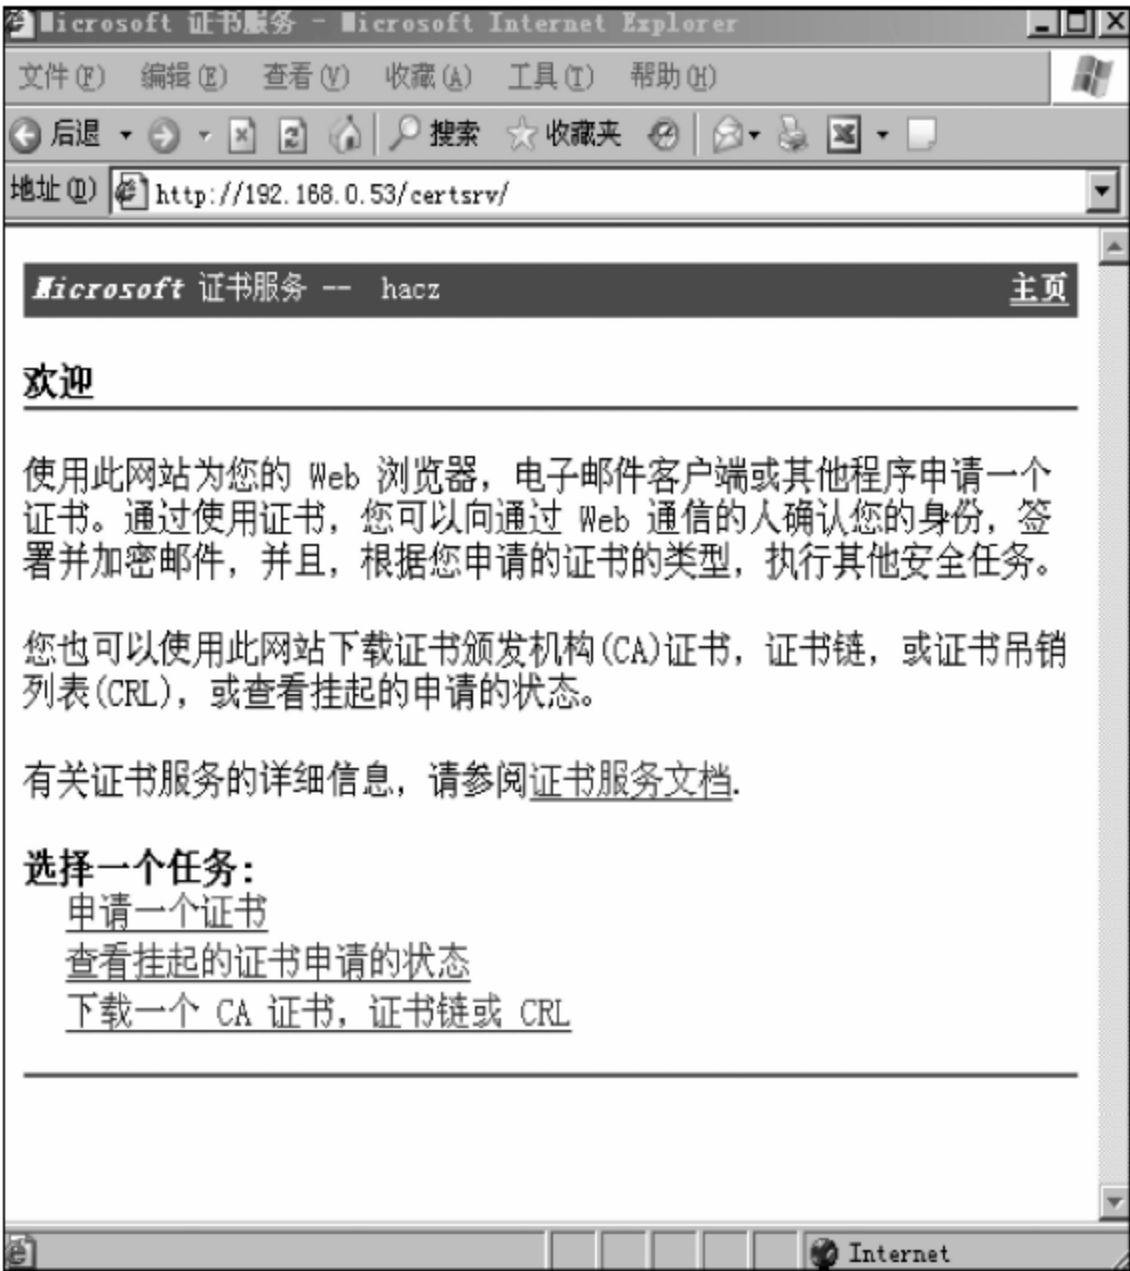 Microsoft 证书服务 - Microsoft Internet Explorer
文件(F) 编辑(E) 查看(V) 收藏(A) 工具(T) 帮助(H)
后退 搜索 收藏夹
地址(D) http://192.168.0.53/certsrv/
Microsoft 证书服务 -- hacz 主页
欢迎
使用此网站为您的 Web 浏览器，电子邮件客户端或其他程序申请一个
证书。通过使用证书，您可以向通过 Web 通信的人确认您的身份，签
署并加密邮件，并且，根据您申请的证书的类型，执行其他安全任务。
您也可以使用此网站下载证书颁发机构(CA)证书，证书链，或证书吊销
列表(CRL)，或查看挂起的申请的状态。
有关证书服务的详细信息，请参阅证书服务文档.
选择一个任务:
申请一个证书
查看挂起的证书申请的状态
下载一个 CA 证书，证书链或 CRL
Internet